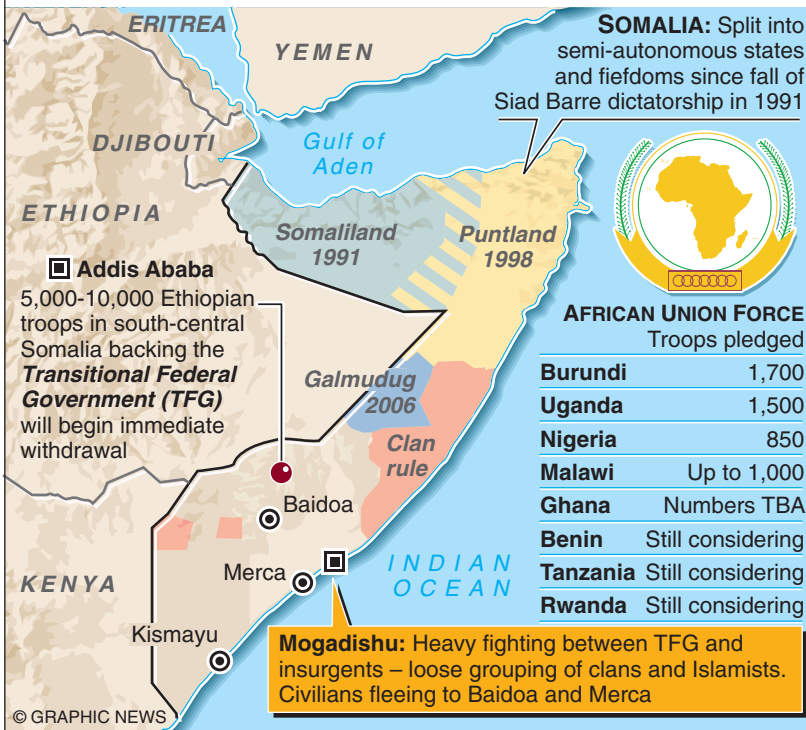 ERITREA
YEMEN
SOMALIA: Split into
semi-autonomous states
and fiefdoms since fall of
Siad Barre dictatorship in 1991
DJIBOUTI
Gulf of
Aden
ETHIOPIA
Somaliland
1991
Puntland
1998
Addis Ababa
5,000-10,000 Ethiopian
troops in south-central
Somalia backing the
Transitional Federal
Government (TFG)
will begin immediate
withdrawal
Galmudug
2006
Clan
rule
AFRICAN UNION FORCE
Troops pledged
Burundi 1,700
Uganda 1,500
Nigeria 850
Malawi Up to 1,000
Ghana Numbers TBA
Benin Still considering
Tanzania Still considering
Rwanda Still considering
Baidoa
Merca
INDIAN
OCEAN
KENYA
Kismayu
Mogadishu: Heavy fighting between TFG and
insurgents – loose grouping of clans and Islamists.
Civilians fleeing to Baidoa and Merca
© GRAPHIC NEWS